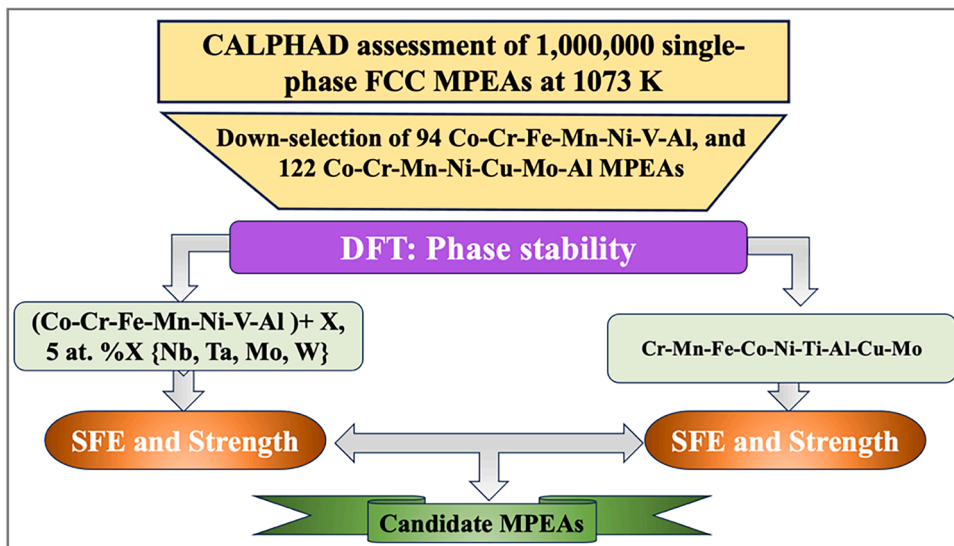 CALPHAD assessment of 1,000,000 single-
phase FCC MPEAs at 1073 K
Down-selection of 94 Co-Cr-Fe-Mn-Ni-V-Al, and
122 Co-Cr-Mn-Ni-Cu-Mo-Al MPEAs
DFT: Phase stability
(Co-Cr-Fe-Mn-Ni-V-Al )+ X,
5 at. %X {Nb, Ta, Mo, W}
Cr-Mn-Fe-Co-Ni-Ti-Al-Cu-Mo
SFE and Strength
SFE and Strength
Candidate MPEAs